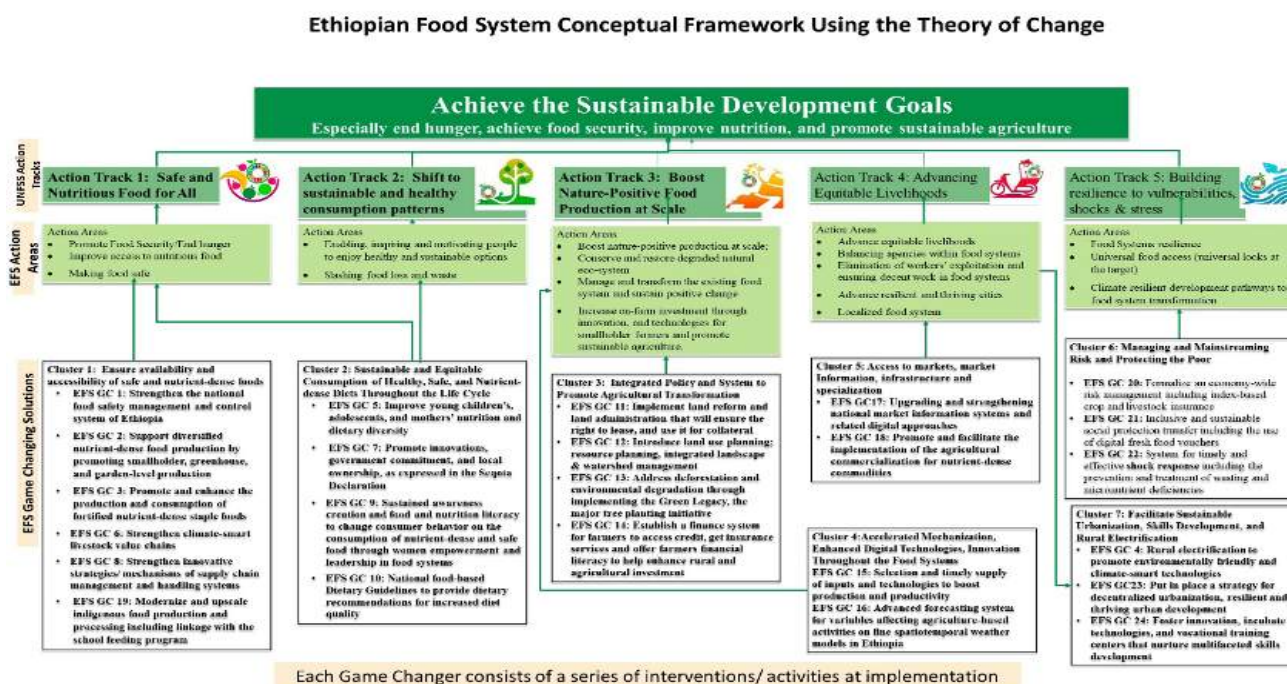 Ethiopian Food System Conceptual Framework Using the Theory of Change
Achieve the Sustainable Development Goals
Especially end hunger, achieve food security, improve nutrition, and promote sustainable agriculture
UNFSS Action
Tracks
Action Track 1: Safe and
Nutritious Food for All
Action Track 2: Shift to
sustainable and healthy
consumption patterns
Action Track 3: Boost
Nature-Positive Food
Production at Scale
Action Track 4: Advancing
Equitable Livelihoods
Action Track 5: Building
resilience to vulnerabilities,
shocks & stress
EFS Action
Areas
Action Areas
• Promote Food Security/End hunger
• Improve access to nutritious food
• Making food safe
Action Areas
• Enabling, inspiring and motivating people
to enjoy healthy and sustainable options
• Slashing food loss and waste
Action Areas
• Boost nature-positive production at scale;
• Conserve and restore degraded natural
eco-system
• Manage and transform the existing food
system and sustain positive change
• Increase on-farm investment through
innovation, and technologies for
smallholder farmers and promote
sustainable agriculture.
Action Areas
• Advance equitable livelihoods
• Balancing agencies within food systems
• Elimination of workers' exploitation and
ensuring decent work in food systems
• Advance resilient and thriving cities
• Localized food system
Action Areas
• Food Systems resilience
• Universal food access (universal looks at
the target)
• Climate resilient development pathways to
food system transformation
EFS Game Changing Solutions
Cluster 1: Ensure availability and
accessibility of safe and nutrient-dense foods
• EFS GC 1: Strengthen the national
food safety management and control
system of Ethiopia
• EFS GC 2: Support diversified
nutrient-dense food production by
promoting smallholder, greenhouse,
and garden-level production
• EFS GC 3: Promote and enhance the
production and consumption of
fortified nutrient-dense staple foods
• EFS GC 6: Strengthen climate-smart
livestock value chains
• EFS GC 8: Strengthen innovative
strategies/ mechanisms of supply chain
management and handling systems
• EFS GC 19: Modernize and upscale
indigenous food production and
processing including linkage with the
school feeding program
Cluster 2: Sustainable and Equitable
Consumption of Healthy, Safe, and Nutrient-
dense Diets Throughout the Life Cycle
• EFS GC 5: Improve young children's,
adolescents, and mothers' nutrition and
dietary diversity
• EFS GC 7: Promote innovations,
government commitment, and local
ownership, as expressed in the Seqota
Declaration
• EFS GC 9: Sustained awareness
creation and food and nutrition literacy
to change consumer behavior on the
consumption of nutrient-dense and safe
food through women empowerment and
leadership in food systems
• EFS GC 10: National food-based
Dietary Guidelines to provide dietary
recommendations for increased diet
quality
Cluster 3: Integrated Policy and System to
Promote Agricultural Transformation
• EFS GC 11: Implement land reform and
land administration that will ensure the
right to lease, and use it for collateral
• EFS GC 12: Introduce land use planning;
resource planning, integrated landscape
& watershed management
• EFS GC 13: Address deforestation and
environmental degradation through
implementing the Green Legacy, the
major tree planting initiative
• EFS GC 14: Establish a finance system
for farmers to access credit, get insurance
services and offer farmers financial
literacy to help enhance rural and
agricultural investment
Cluster 5: Access to markets, market
Information, infrastructure and
specialization
• EFS GC17: Upgrading and strengthening
national market information systems and
related digital approaches
• EFS GC 18: Promote and facilitate the
implementation of the agricultural
commercialization for nutrient-dense
commodities
Cluster 4: Accelerated Mechanization,
Enhanced Digital Technologies, Innovation
Throughout the Food Systems
EFS GC 15: Selection and timely supply
of inputs and technologies to boost
production and productivity
EFS GC 16: Advanced forecasting system
for variables affecting agriculture-based
activities on fine spatiotemporal weather
models in Ethiopia
Cluster 6: Managing and Mainstreaming
Risk and Protecting the Poor
• EFS GC 20: Formalize an economy-wide
risk management including index-based
crop and livestock insurance
• EFS GC 21: Inclusive and sustainable
social protection transfer including the use
of digital fresh food vouchers
• EFS GC 22: System for timely and
effective shock response including the
prevention and treatment of wasting and
micronutrient deficiencies
Cluster 7: Facilitate Sustainable
Urbanization, Skills Development, and
Rural Electrification
• EFS GC 4: Rural electrification to
promote environmentally friendly and
climate-smart technologies
• EFS GC23: Put in place a strategy for
decentralized urbanization, resilient and
thriving urban development
• EFS GC 24: Foster innovation, incubate
technologies, and vocational training
centers that nurture multifaceted skills
development
Each Game Changer consists of a series of interventions/ activities at implementation